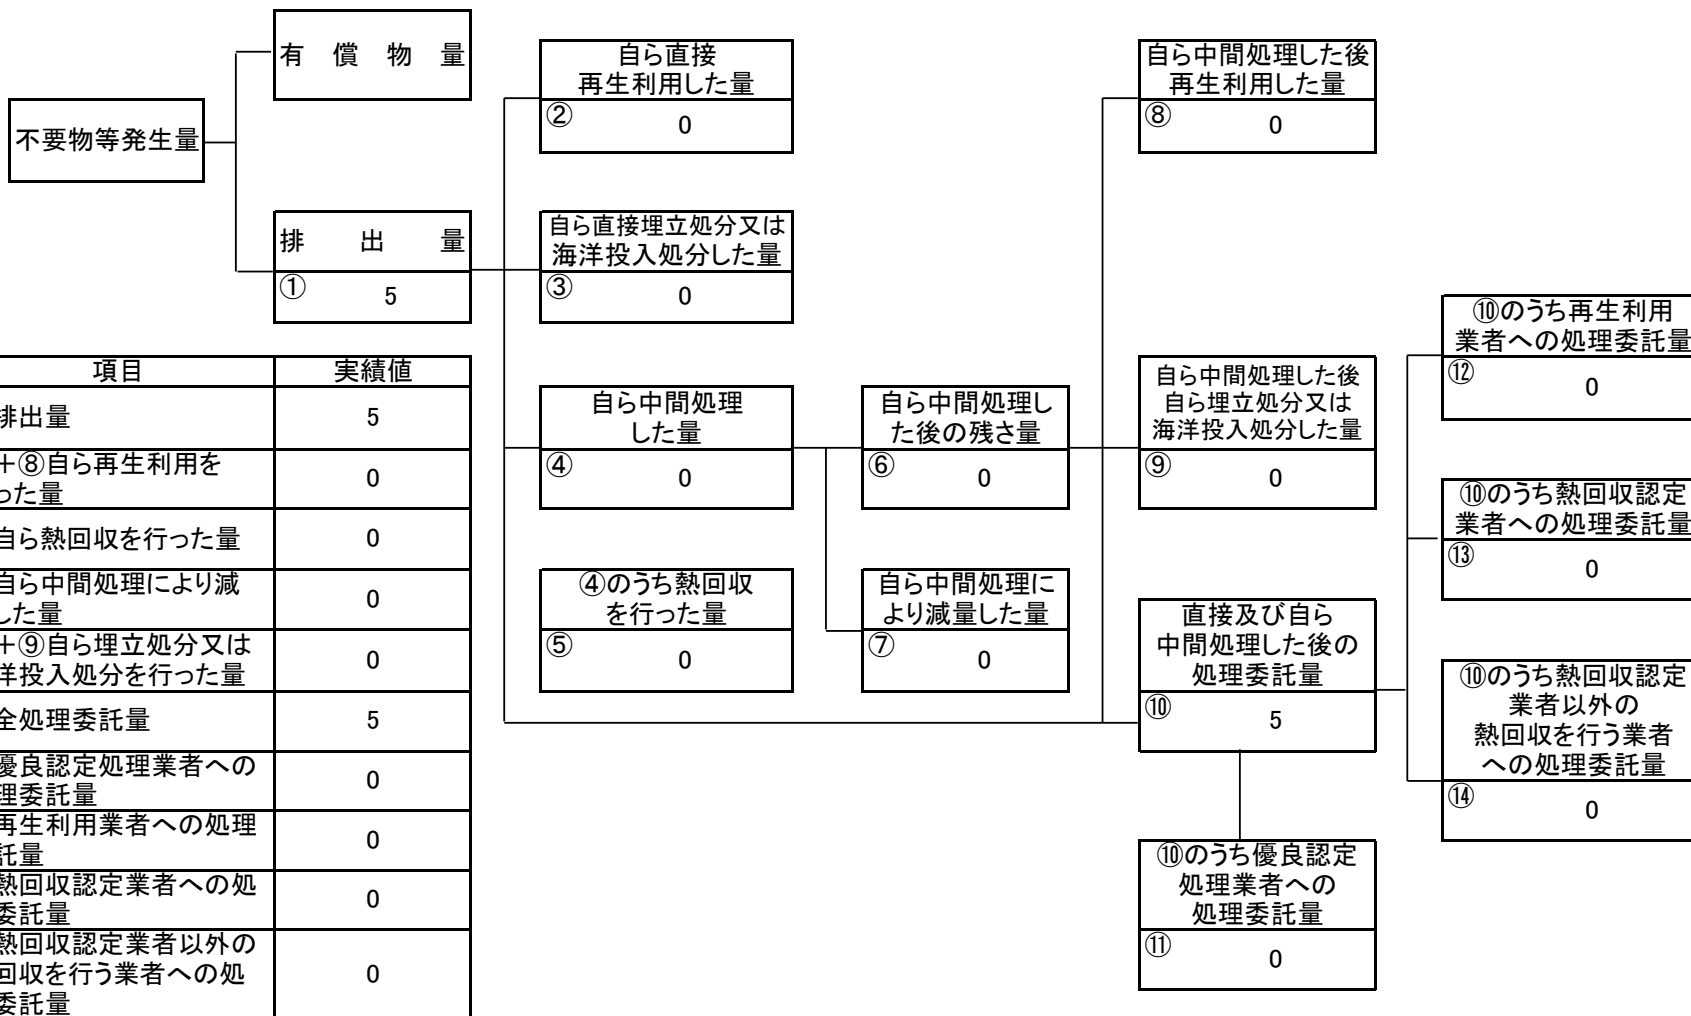 不要物等発生量
有償物量
排出量
①
5
自ら直接
再生利用した量
②
0
自ら直接埋立処分又は
海洋投入処分した量
③
0
自ら中間処理
した量
④
0
④のうち熱回収
を行った量
⑤
0
自ら中間処理し
た後の残さ量
⑥
0
自ら中間処理に
より減量した量
⑦
0
自ら中間処理した後
再生利用した量
⑧
0
自ら中間処理した後
自ら埋立処分又は
海洋投入処分した量
⑨
0
直接及び自ら
中間処理した後の
処理委託量
⑩
5
⑩のうち優良認定
処理業者への
処理委託量
⑪
0
⑩のうち再生利用
業者への処理委託量
⑫
0
⑩のうち熱回収認定
業者への処理委託量
⑬
0
⑩のうち熱回収認定
業者以外の
熱回収を行う業者
への処理委託量
⑭
0
項目 実績値
排出量 5
+⑧自ら再生利用を
った量
0
自ら熱回収を行った量 0
自ら中間処理により減
した量
0
+⑨自ら埋立処分又は
洋投入処分を行った量
0
全処理委託量 5
優良認定処理業者への
理委託量
0
再生利用業者への処理
託量
0
熱回収認定業者への処
委託量
0
熱回収認定業者以外の
回収を行う業者への処
委託量
0